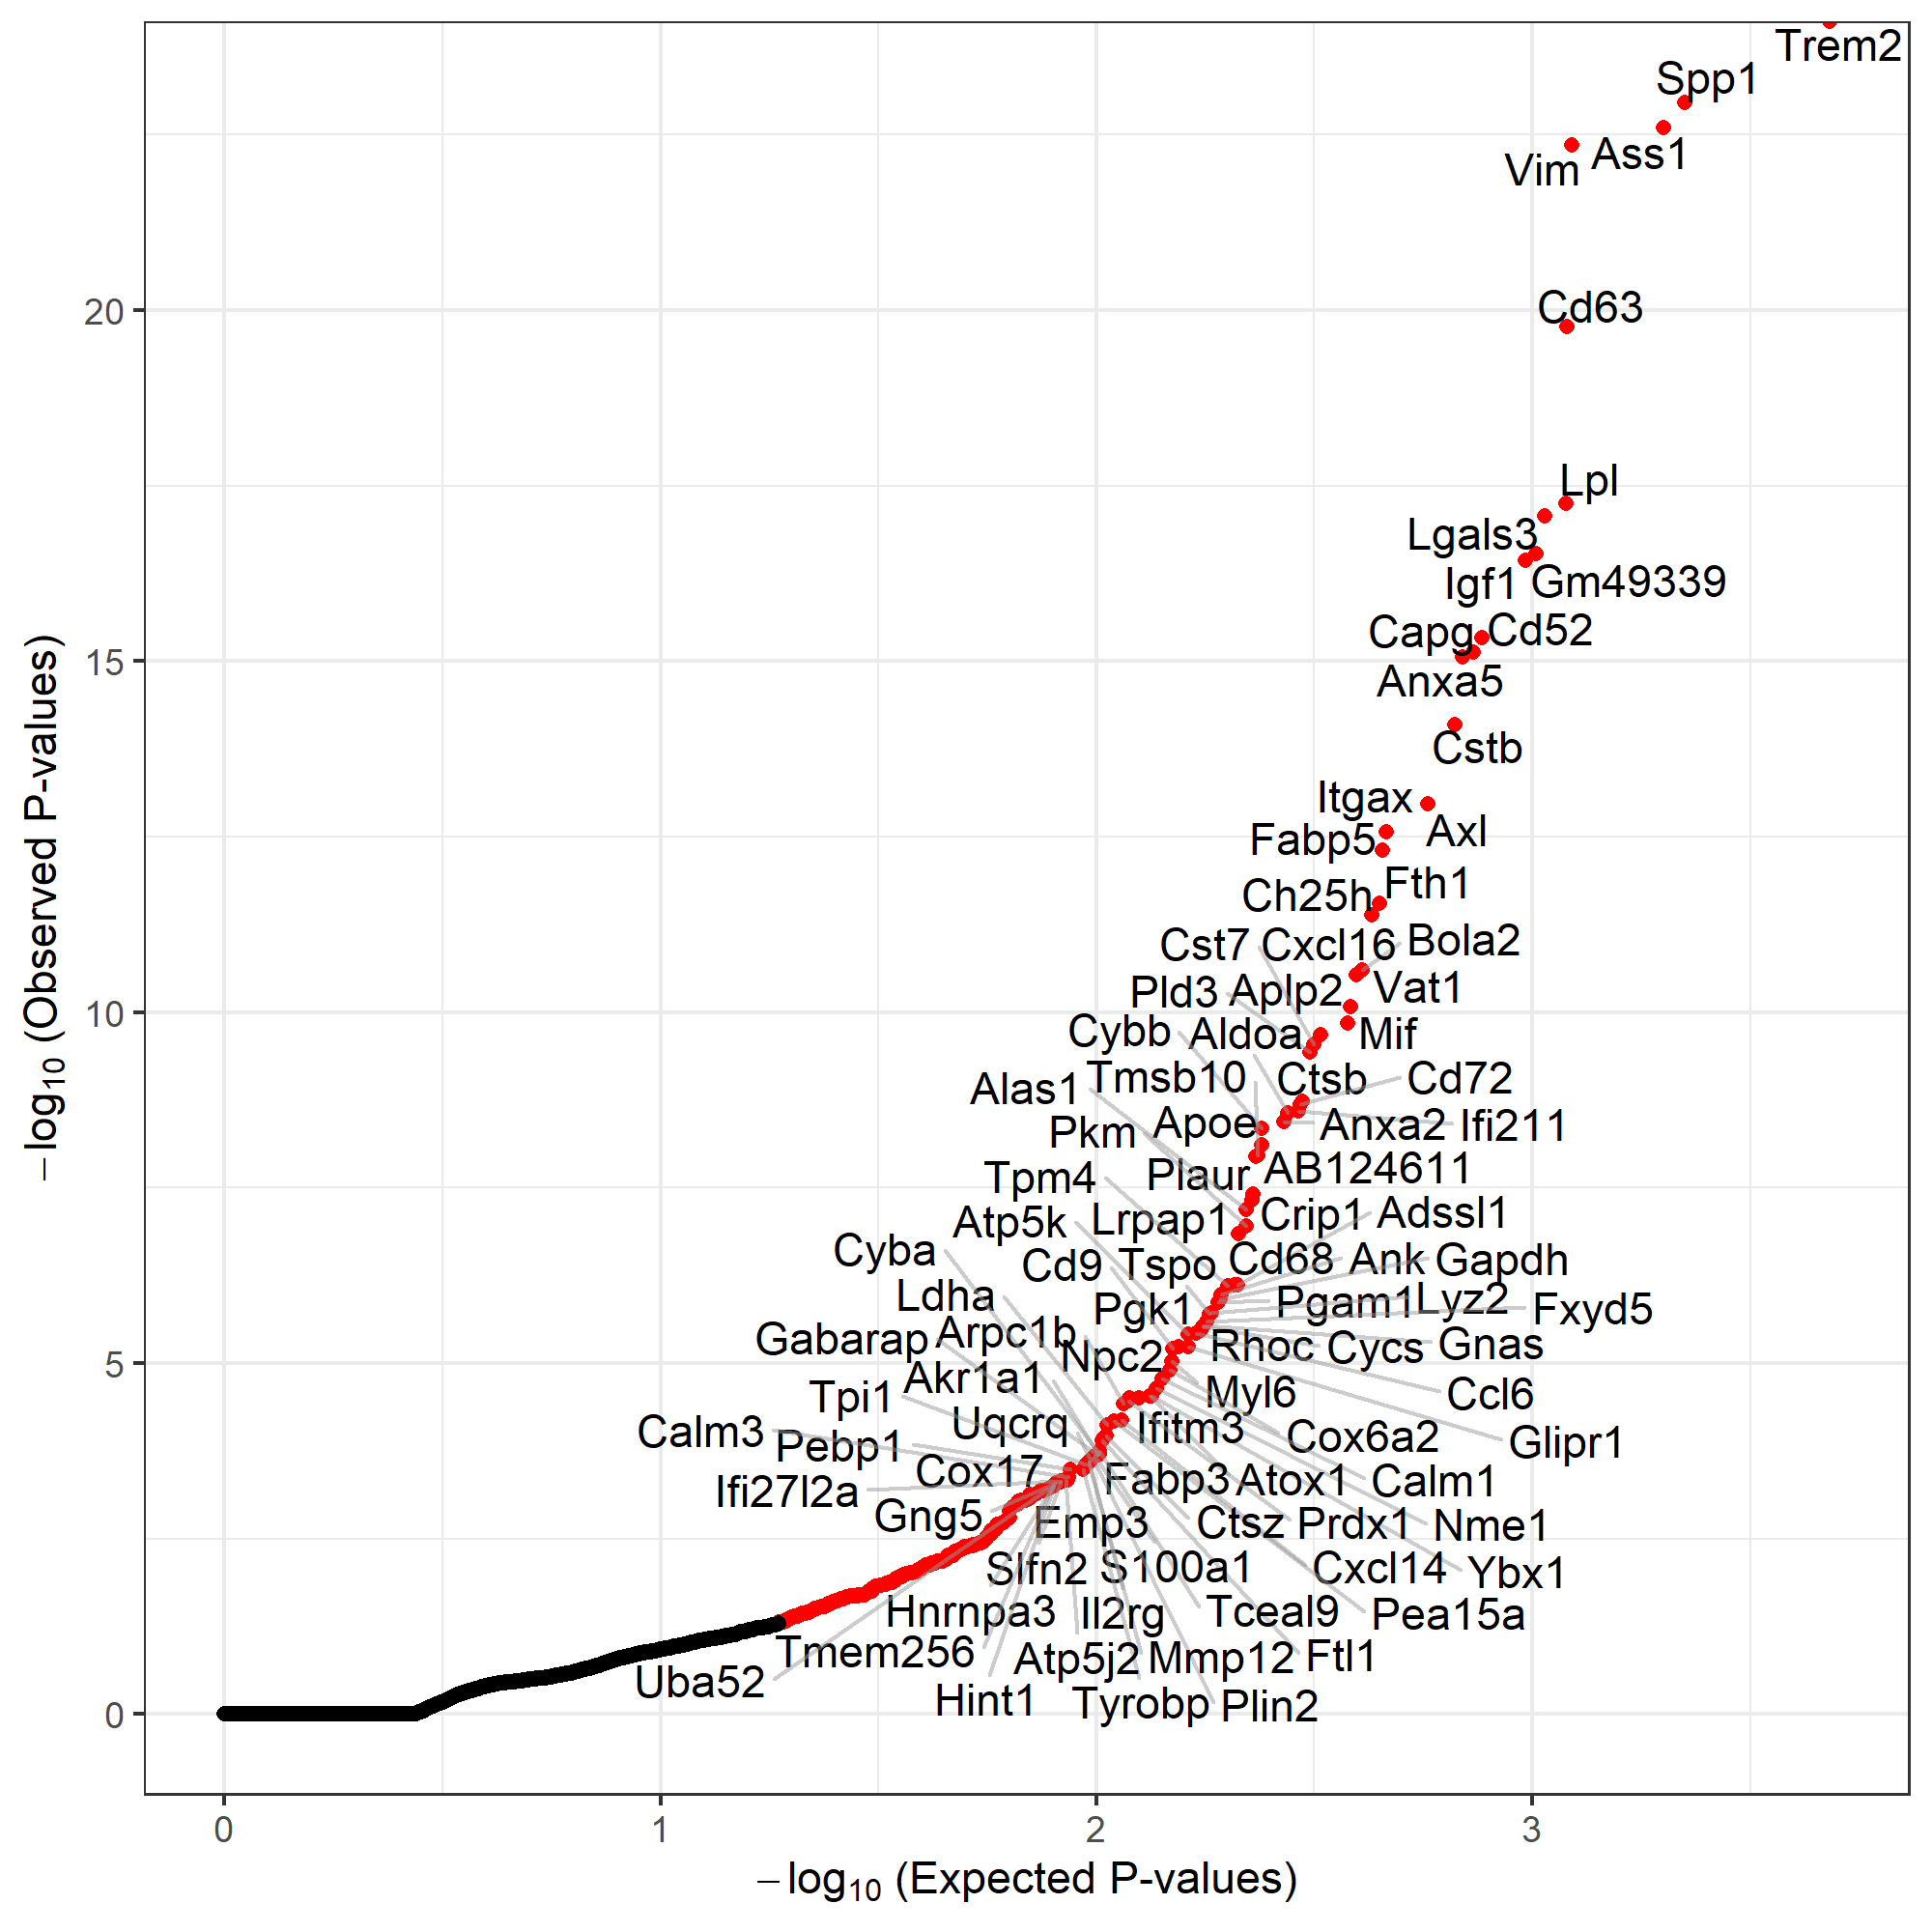 Trem2
Spp1
Ass1
Vim
20
Cd63
Lpl
Lgals3
Igf1
Gm49339
Capg
Cd52
15
Anxa5
Cstb
Itgax
Axl
Fabp5
Fth1
Ch25h
Cst7
Cxcl16
Bola2
Pld3
Aplp2
Vat1
10
Cybb
Aldoa
Mif
Alas1
Tmsb10
Ctsb
Cd72
Pkm
Apoe
Anxa2
Ifi211
Tpm4
Plaur
AB124611
Atp5k
Lrpap1
Crip1
Adssl1
Cyba
Cd9
Tspo
Cd68
Ank
Gapdh
Ldha
Pgk1
Pgam1
Lyz2
Fxyd5
Gabarap
Arpc1b
Npc2
Rhoc
Cycs
Gnas
5
Akr1a1
Tpi1
Myl6
Ccl6
Calm3
Pebp1
Uqcrq
Ifitm3
Cox6a2
Glipr1
Ifi27l2a
Cox17
Fabp3
Atox1
Calm1
Gng5
Emp3
Ctsz
Prdx1
Nme1
Slfn2
S100a1
Cxcl14
Ybx1
Hnrnpa3
Il2rg
Tceal9
Pea15a
Tmem256
Atp5j2
Mmp12
Ftl1
Uba52
Hint1
Tyrobp
Plin2
0
0
1
2
3
−log10 (Observed P-values)
−log10 (Expected P-values)